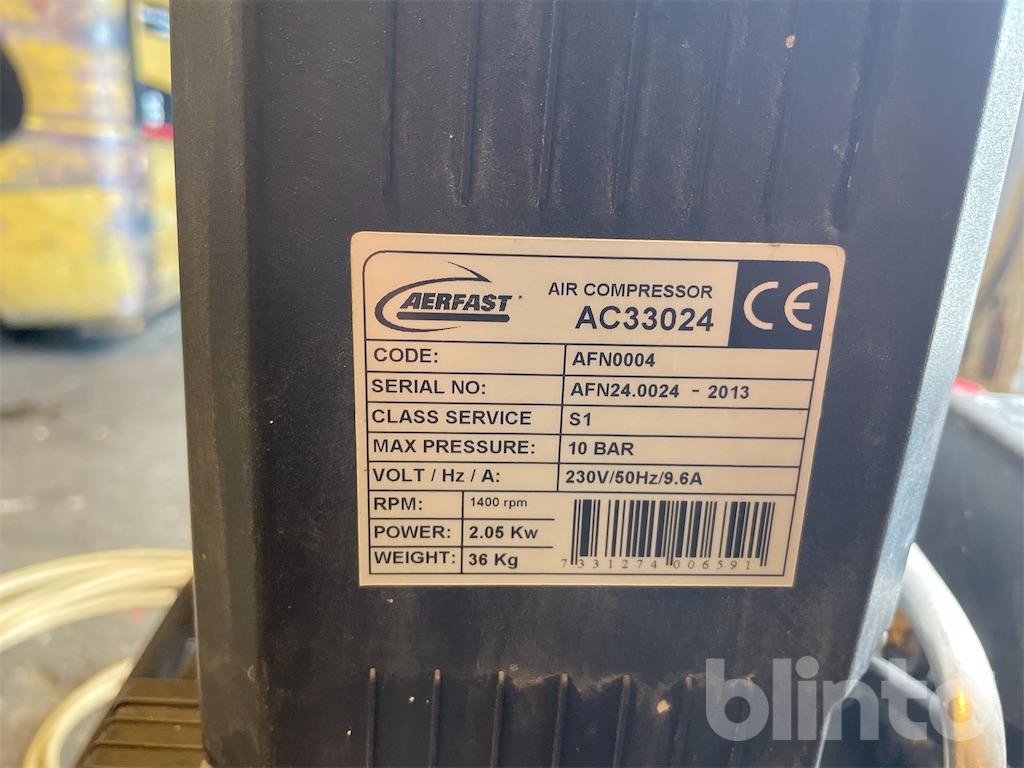 AERFAST
AIR COMPRESSOR
AC33024
CE
CODE: AFN0004
SERIAL NO: AFN24.0024 - 2013
CLASS SERVICE S1
MAX PRESSURE: 10 BAR
VOLT / Hz / A: 230V/50Hz/9.6A
RPM: 1400 rpm
POWER: 2.05 Kw
WEIGHT: 36 Kg
7 331274 006591
blinto